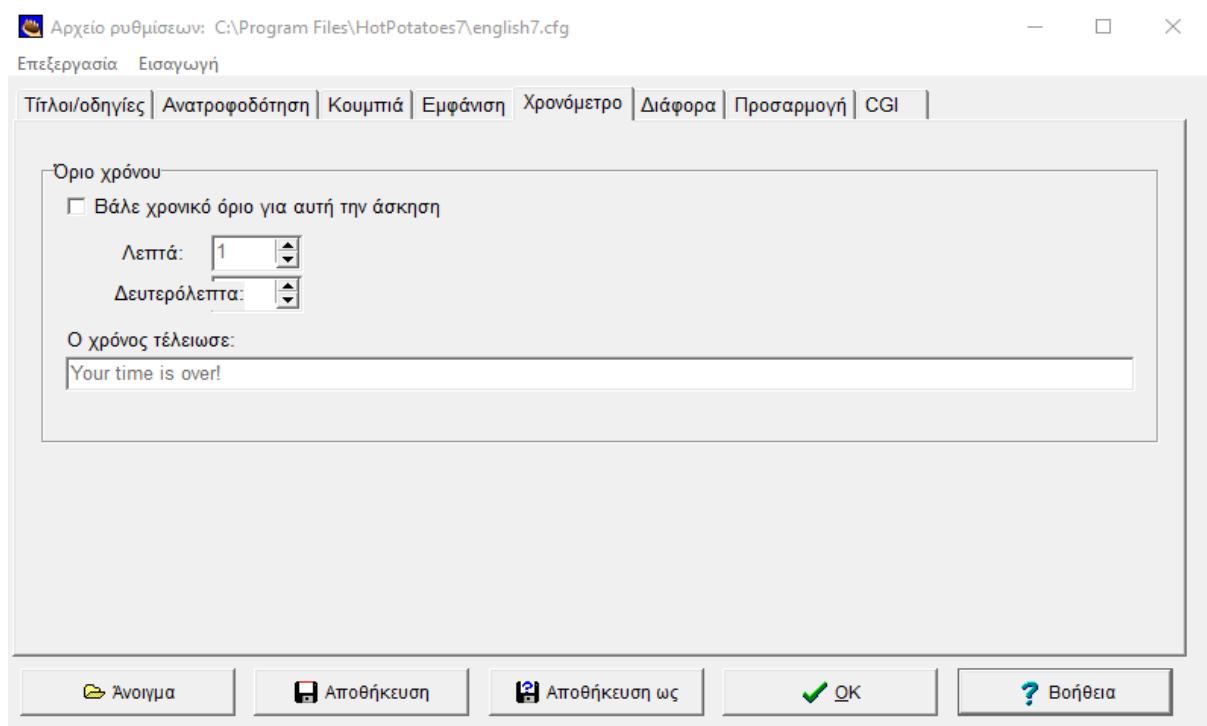 Αρχείο ρυθμίσεων: C:\Program Files\HotPotatoes7\english7.cfg
Επεξεργασία Εισαγωγή
Τίτλοι/οδηγίες Ανατροφοδότηση Κουμπιά Εμφάνιση Χρονόμετρο Διάφορα Προσαρμογή CGI
Όριο χρόνου
Βάλε χρονικό όριο για αυτή την άσκηση
Λεπτά: 1
Δευτερόλεπτα:
Ο χρόνος τέλειωσε:
Your time is over!
Άνοιγμα Αποθήκευση Αποθήκευση ως OK Βοήθεια